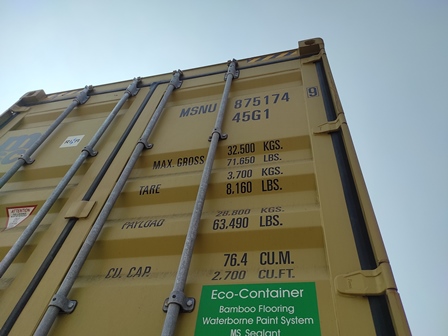 MSNU 875174 9
45G1
MAX. GROSS 32.500 KGS.
71.650 LBS.
TARE 3.700 KGS.
8.160 LBS.
PAYLOAD 28.800 KGS.
63.490 LBS.
CU. CAP. 76.4 CU.M.
2.700 CU.FT.
Eco-Container
Bamboo Flooring
Waterborne Paint System
MS Sealant